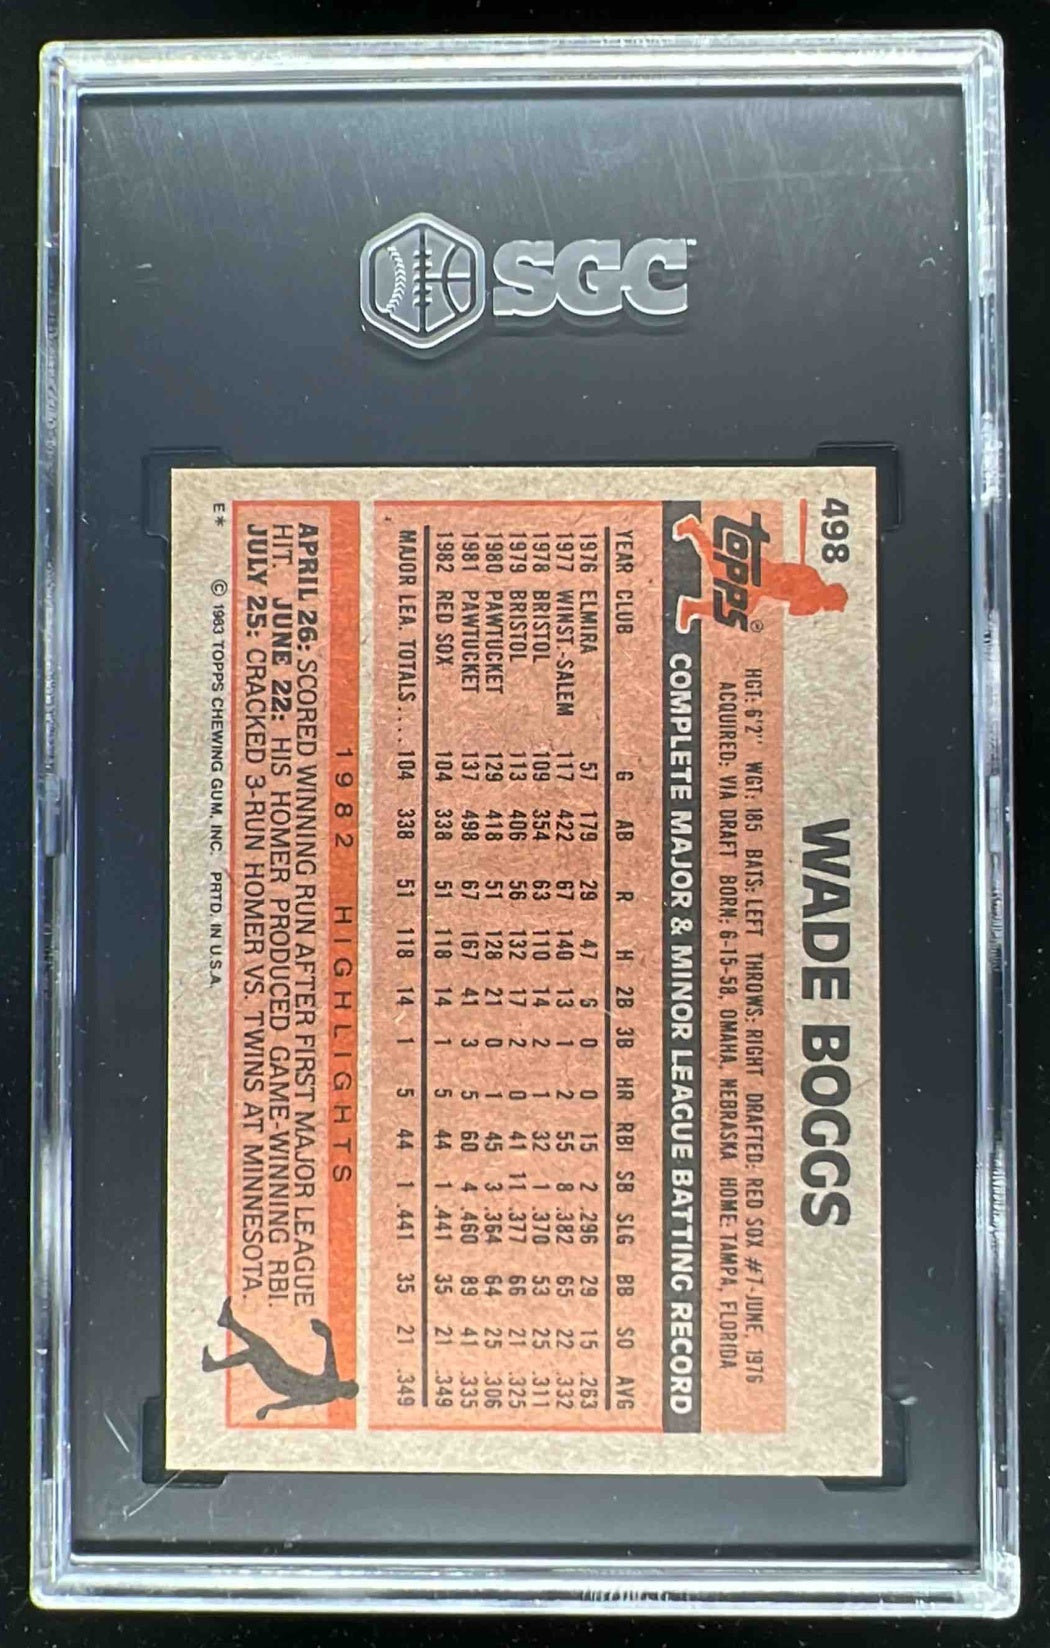 SGC
498
WADE BOGGS
TOPPS®
HGT: 6'2" WGT: 185 BATS: LEFT THROWS: RIGHT DRAFTED: RED SOX #7-JUNE, 1976
ACQUIRED: VIA DRAFT BORN: 6-15-58, OMAHA, NEBRASKA HOME: TAMPA, FLORIDA
COMPLETE MAJOR & MINOR LEAGUE BATTING RECORD
YEAR CLUB G AB R H 2B 3B HR RBI SB SLG BB SO AVG
1976 ELMIRA 57 179 29 47 6 0 0 15 2 .296 29 15 .263
1977 WINST.-SALEM 117 422 67 140 13 1 2 55 8 .382 65 22 .332
1978 BRISTOL 109 354 63 110 14 2 1 32 1 .370 53 25 .311
1979 BRISTOL 113 406 56 132 17 2 0 41 11 .377 66 21 .325
1980 PAWTUCKET 129 418 51 128 21 0 1 45 3 .364 64 25 .306
1981 PAWTUCKET 137 498 67 167 41 3 5 60 4 .460 89 41 .335
1982 RED SOX 104 338 51 118 14 1 5 44 1 .441 35 21 .349
MAJOR LEA. TOTALS.... 104 338 51 118 14 1 5 44 1 .441 35 21 .349
1982 HIGHLIGHTS
APRIL 26: SCORED WINNING RUN AFTER FIRST MAJOR LEAGUE
HIT. JUNE 22: HIS HOMER PRODUCED GAME-WINNING RBI.
JULY 25: CRACKED 3-RUN HOMER VS. TWINS AT MINNESOTA.
E* © 1983 TOPPS CHEWING GUM, INC. PRTD. IN U.S.A.